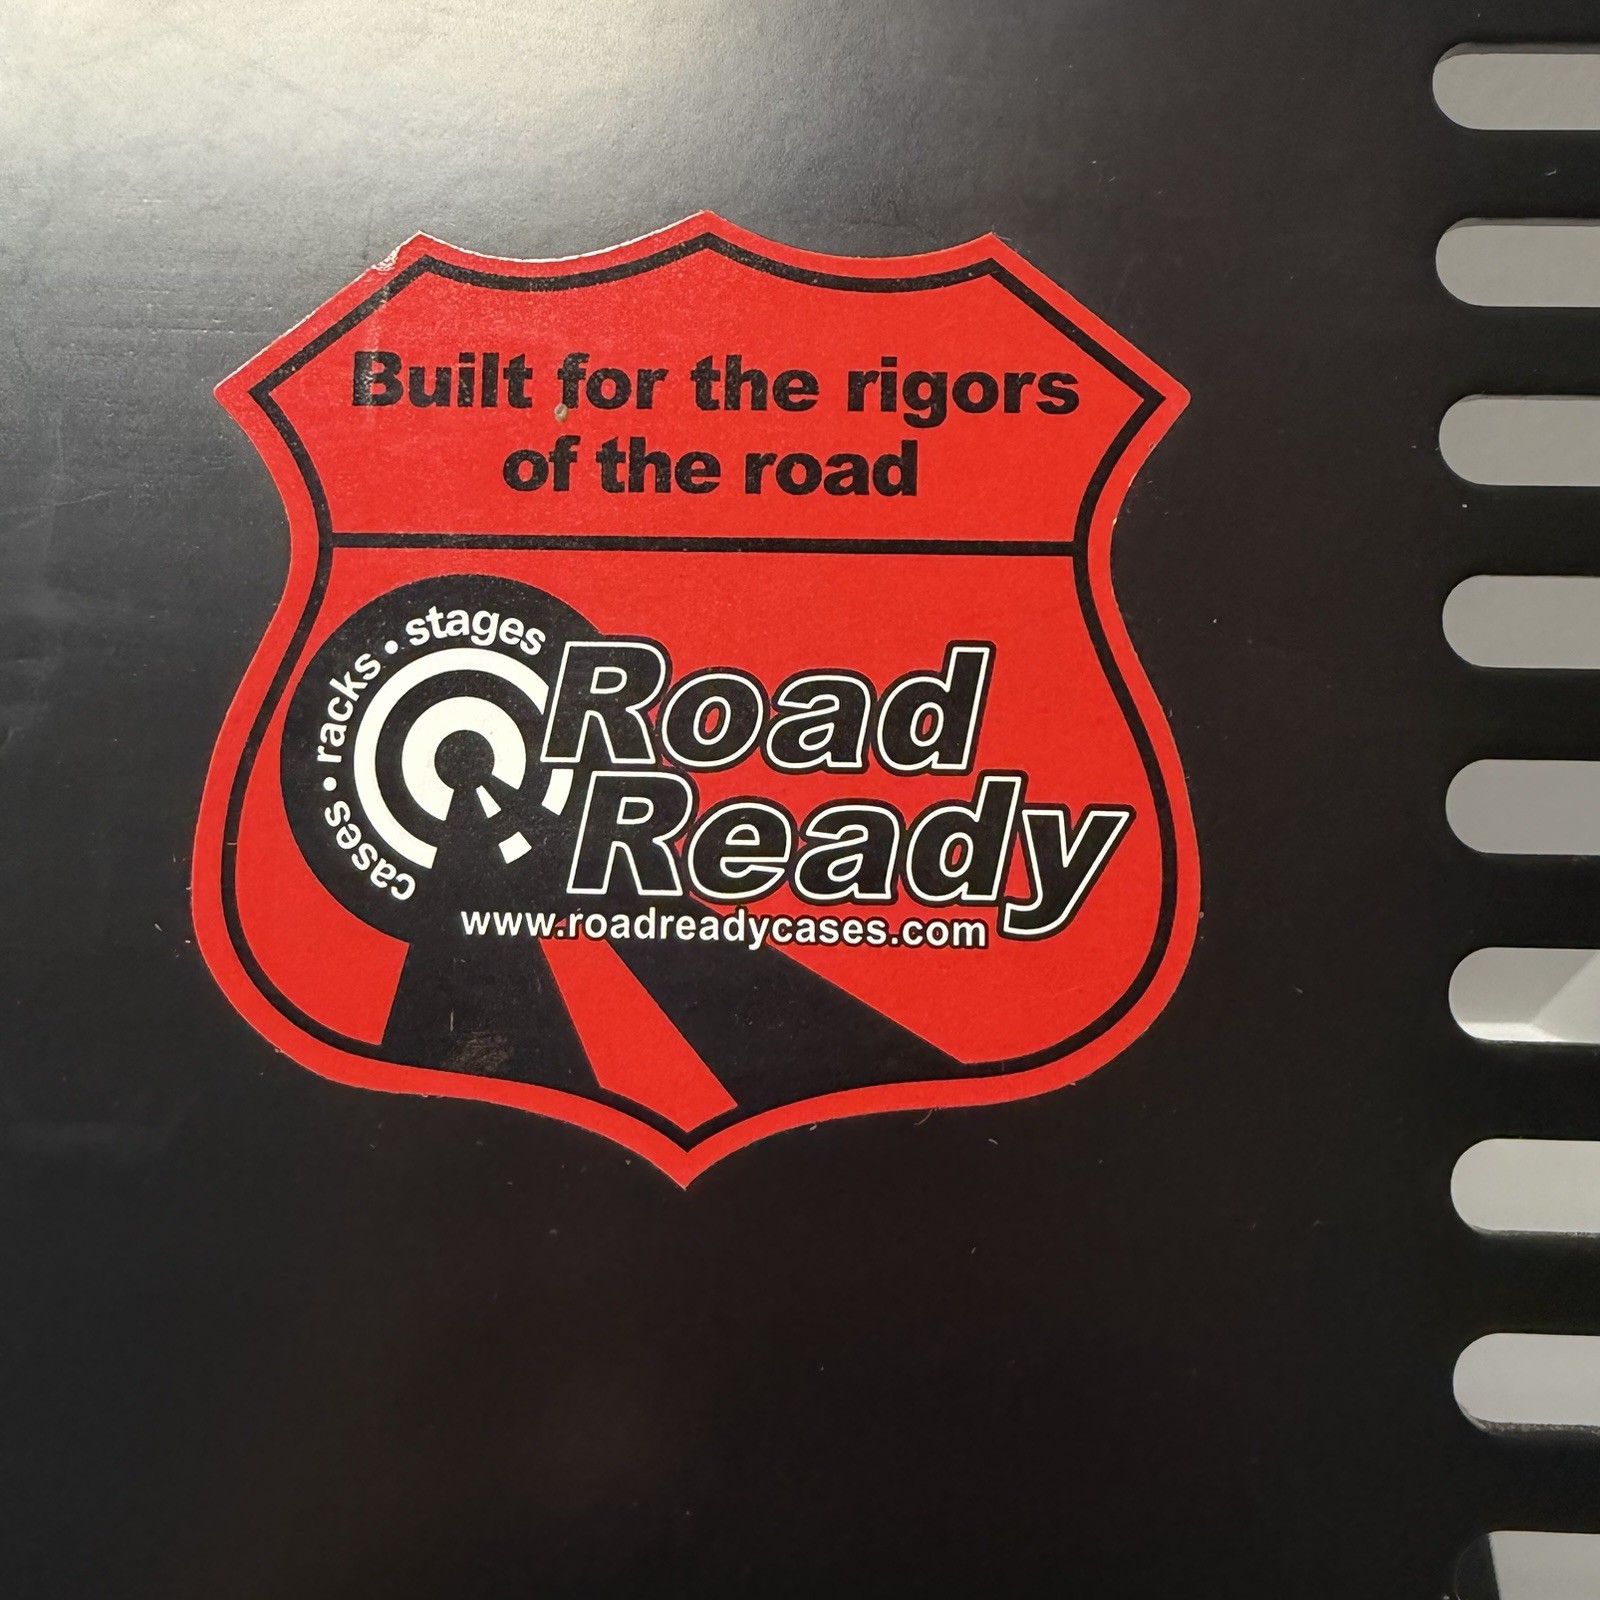 Built for the rigors
of the road
cases • racks • stages
Road
Ready
www.roadreadycases.com